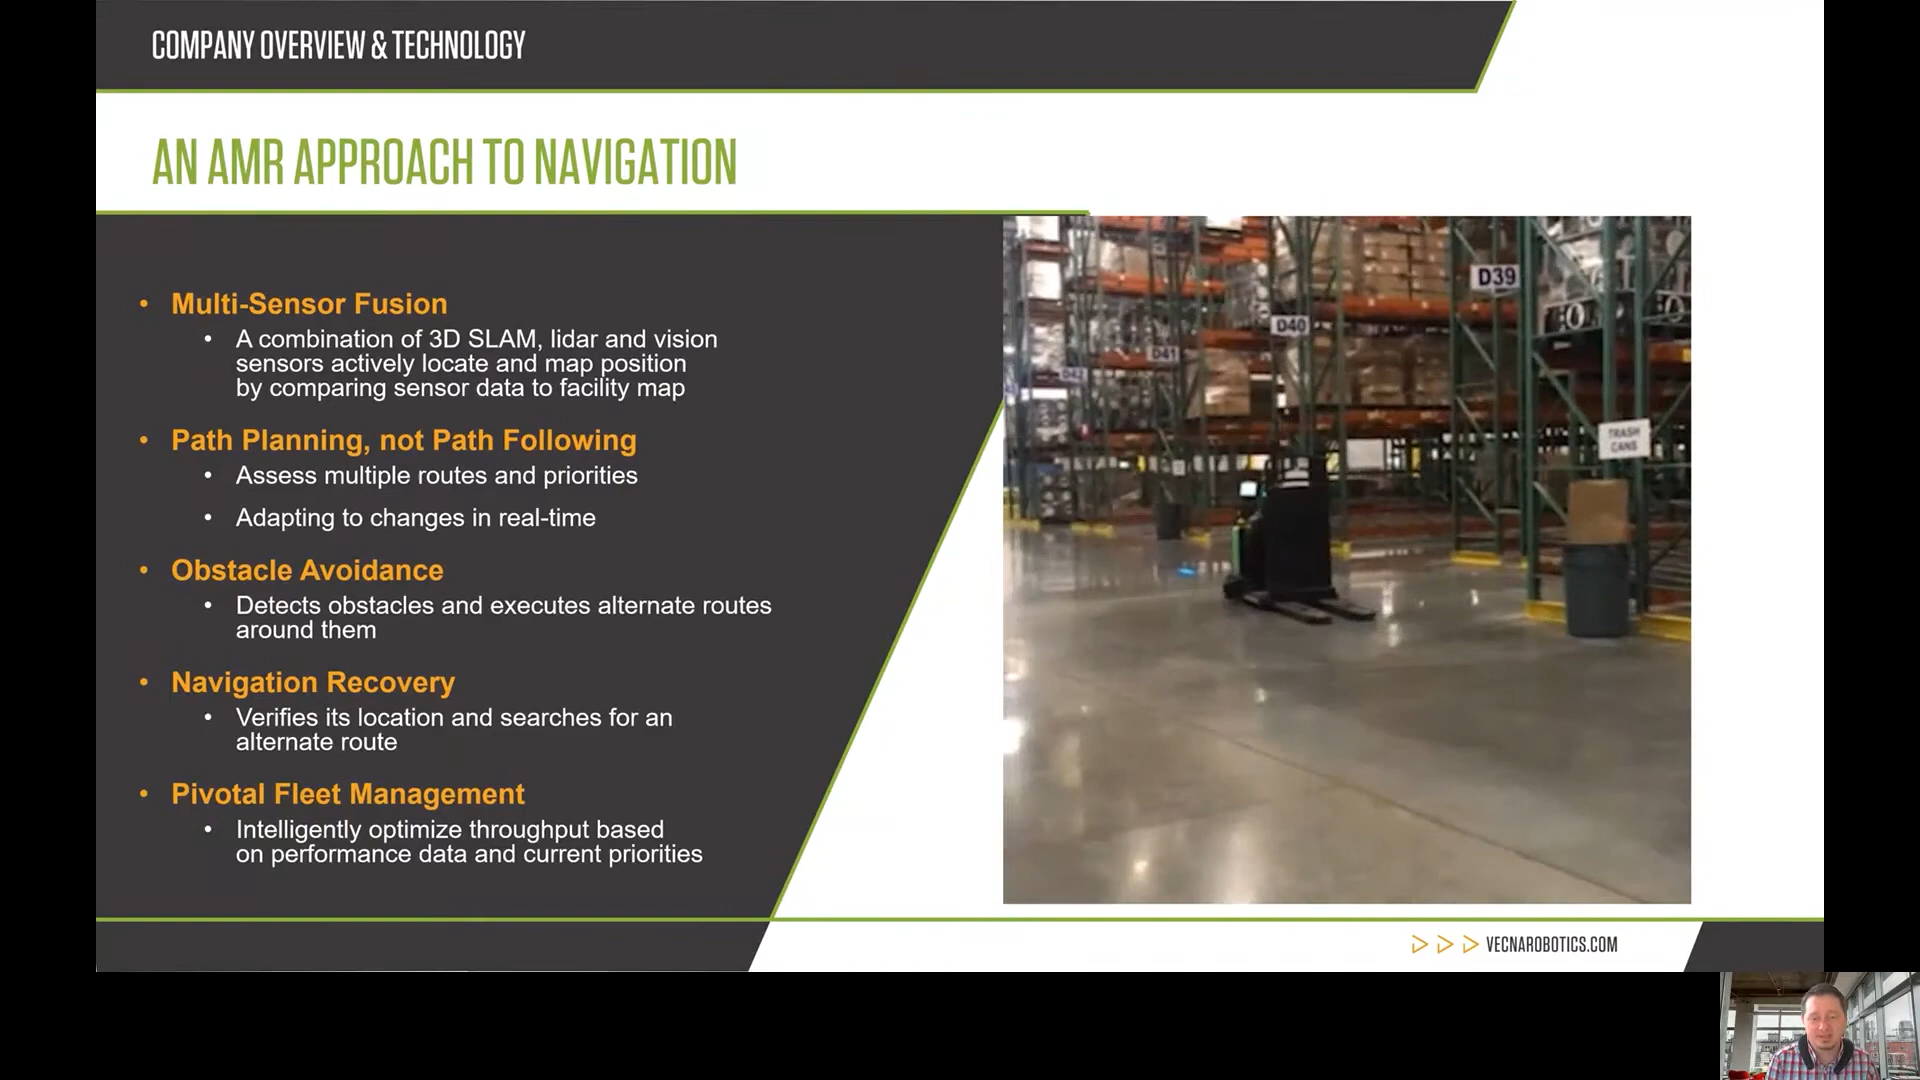 COMPANY OVERVIEW & TECHNOLOGY
AN AMR APPROACH TO NAVIGATION
• Multi-Sensor Fusion
• A combination of 3D SLAM, lidar and vision
sensors actively locate and map position
by comparing sensor data to facility map
• Path Planning, not Path Following
• Assess multiple routes and priorities
• Adapting to changes in real-time
• Obstacle Avoidance
• Detects obstacles and executes alternate routes
around them
• Navigation Recovery
• Verifies its location and searches for an
alternate route
• Pivotal Fleet Management
• Intelligently optimize throughput based
on performance data and current priorities
D39
D40
D41
D42
TRASH
CANS
VECNAROBOTICS.COM